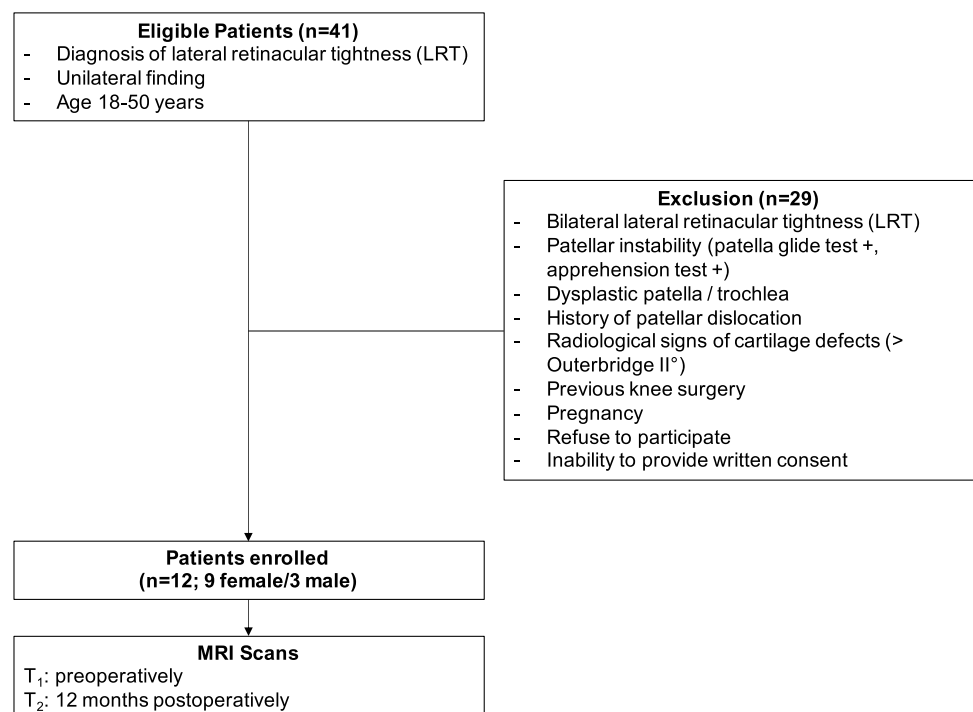 Eligible Patients (n=41)
- Diagnosis of lateral retinacular tightness (LRT)
- Unilateral finding
- Age 18-50 years
Exclusion (n=29)
- Bilateral lateral retinacular tightness (LRT)
- Patellar instability (patella glide test +,
apprehension test +)
- Dysplastic patella / trochlea
- History of patellar dislocation
- Radiological signs of cartilage defects (>
Outerbridge II°)
- Previous knee surgery
- Pregnancy
- Refuse to participate
- Inability to provide written consent
Patients enrolled
(n=12; 9 female/3 male)
MRI Scans
T₁: preoperatively
T₂: 12 months postoperatively